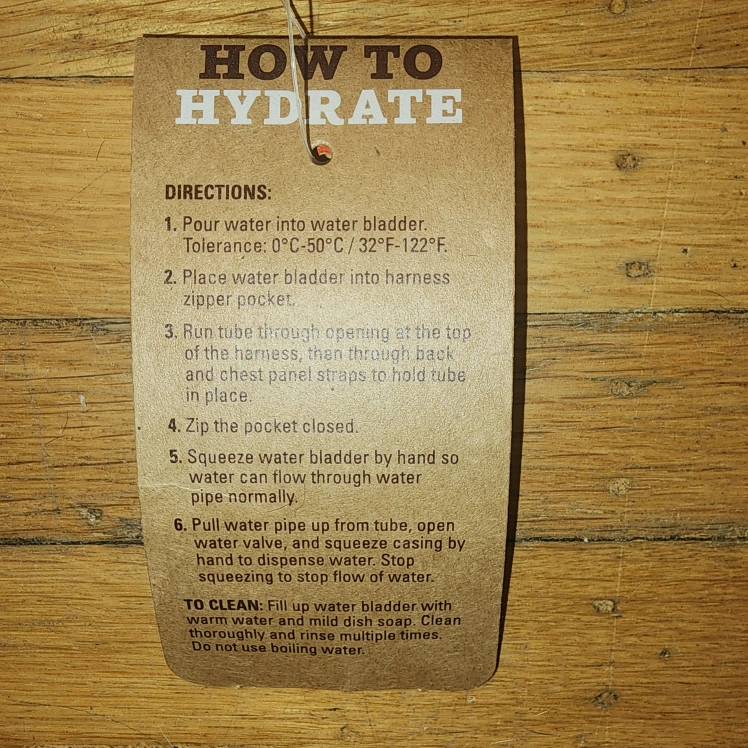 HOW TO
HYDRATE
DIRECTIONS:
1. Pour water into water bladder.
Tolerance: 0°C-50°C / 32°F-122°F.
2. Place water bladder into harness
zipper pocket.
3. Run tube through opening at the top
of the harness, then through back
and chest panel straps to hold tube
in place.
4. Zip the pocket closed.
5. Squeeze water bladder by hand so
water can flow through water
pipe normally.
6. Pull water pipe up from tube, open
water valve, and squeeze casing by
hand to dispense water. Stop
squeezing to stop flow of water.
TO CLEAN: Fill up water bladder with
warm water and mild dish soap. Clean
thoroughly and rinse multiple times.
Do not use boiling water.